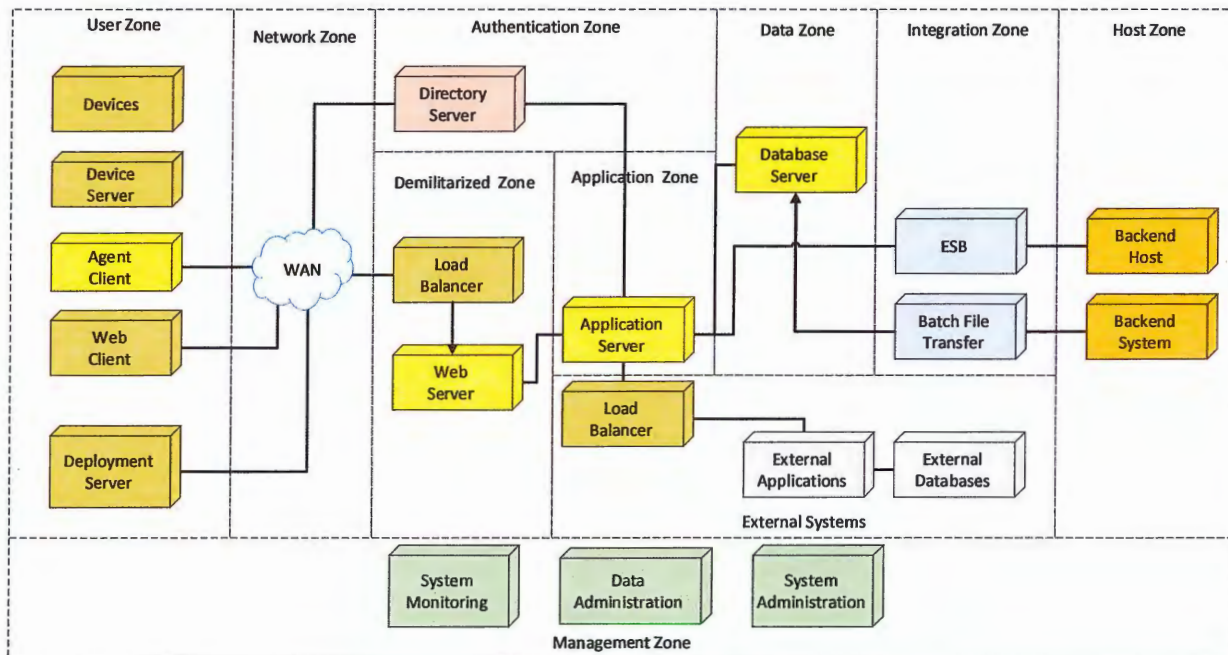 User Zone
Network Zone
Authentication Zone
Data Zone
Integration Zone
Host Zone
Devices
Directory
Server
Device
Server
Database
Server
Demilitarized Zone
Application Zone
Agent
Client
WAN
Load
Balancer
ESB
Backend
Host
Web
Client
Application
Server
Batch File
Transfer
Backend
System
Web
Server
Load
Balancer
Deployment
Server
External
Applications
External
Databases
External Systems
System
Monitoring
Data
Administration
System
Administration
Management Zone